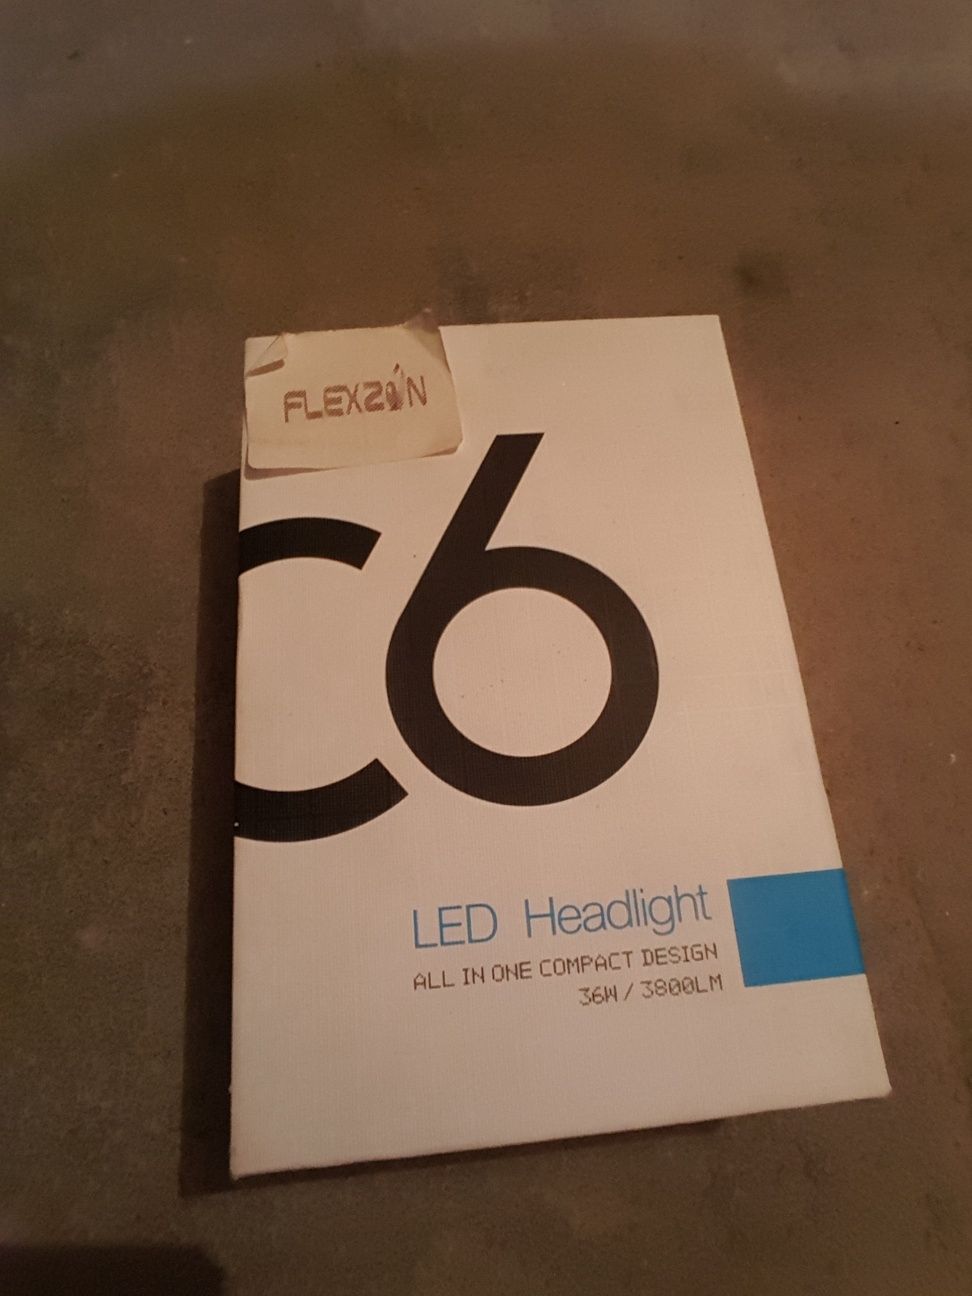 FLEXZON
C6
LED Headlight
ALL IN ONE COMPACT DESIGN
36W / 3800LM